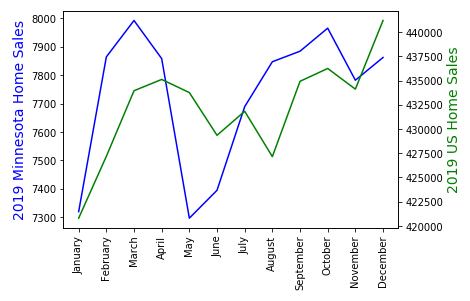 2019 Minnesota Home Sales
8000
7900
7800
7700
7600
7500
7400
7300
440000
437500
435000
432500
430000
427500
425000
422500
420000
2019 US Home Sales
January
February
March
April
May
June
July
August
September
October
November
December